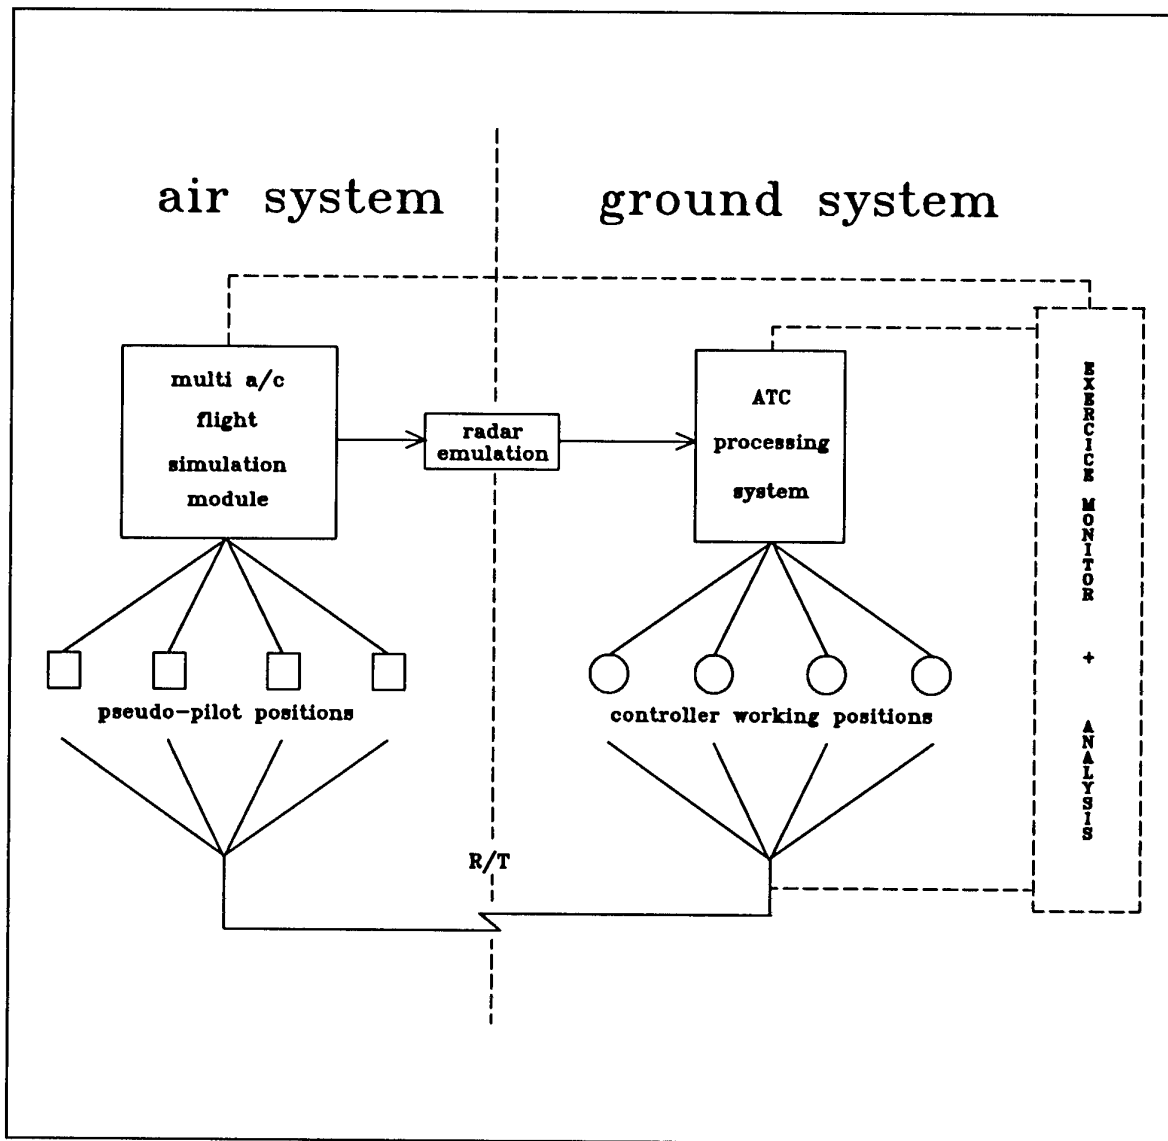 air system
ground system
multi a/c
flight
simulation
module
radar
emulation
ATC
processing
system
EXERCICE MONITOR + ANALYSIS
pseudo-pilot positions
controller working positions
R/T